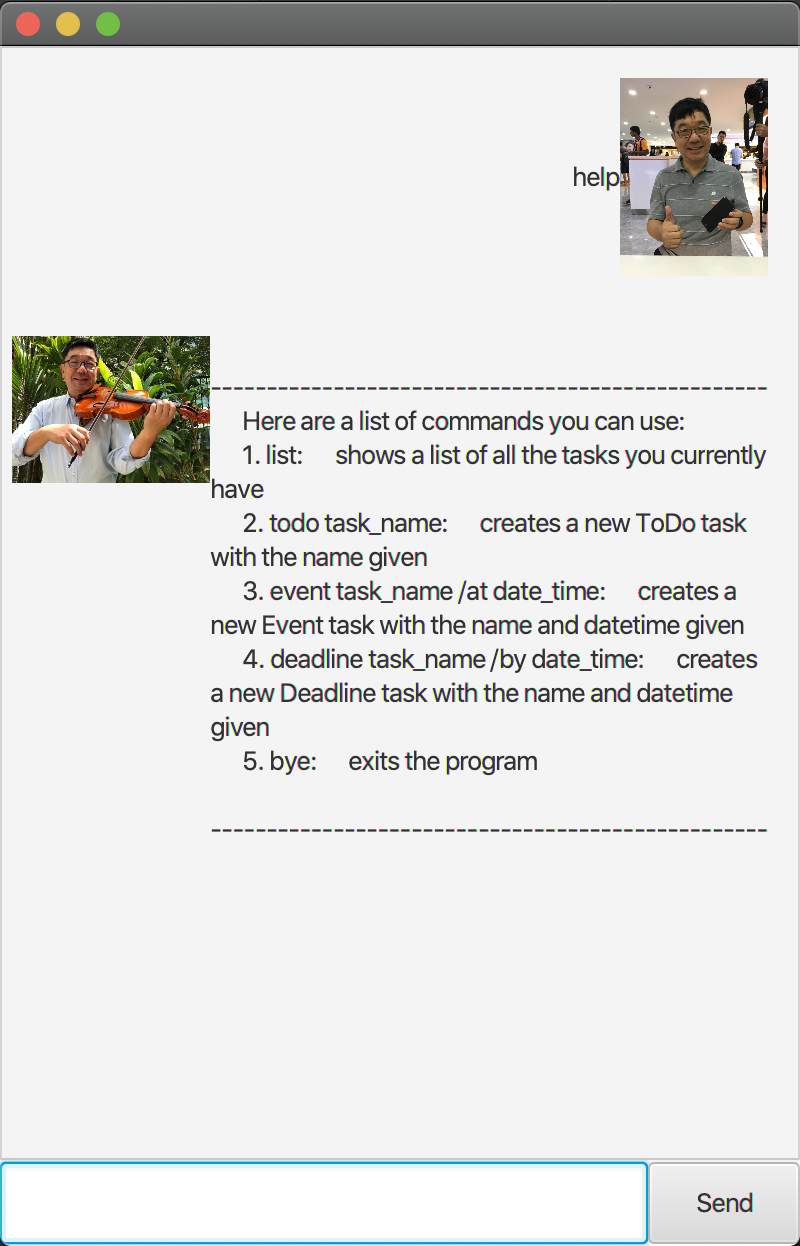 help
--------------------------------------------------
Here are a list of commands you can use:
1. list:      shows a list of all the tasks you currently
have
2. todo task_name:      creates a new ToDo task
with the name given
3. event task_name /at date_time:      creates a
new Event task with the name and datetime given
4. deadline task_name /by date_time:      creates
a new Deadline task with the name and datetime
given
5. bye:      exits the program
--------------------------------------------------
Send